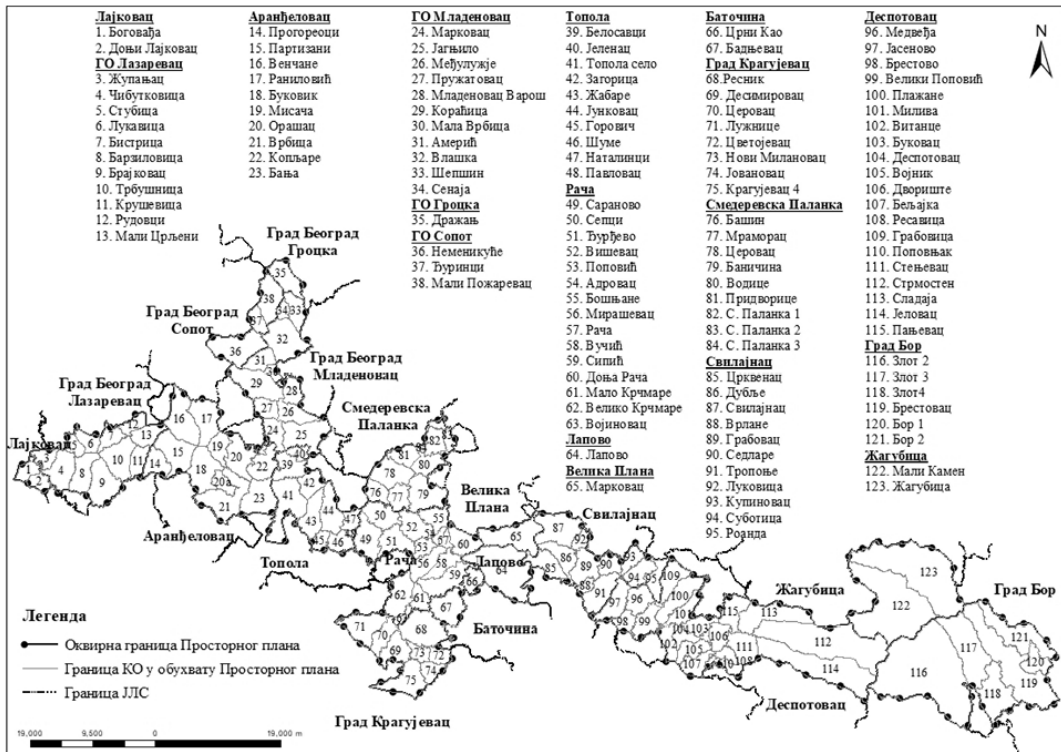 Лајковац
1. Боговађа
2. Доњи Лајковац
ГО Лазаревац
3. Жупањац
4. Чибутковица
5. Стубица
6. Лукавица
7. Бистрица
8. Барзиловица
9. Брајковац
10. Трбушница
11. Крушевица
12. Рудовци
13. Мали Црљени
Аранђеловац
14. Прогореоци
15. Партизани
16. Венчане
17. Раниловић
18. Буковик
19. Мисача
20. Орашац
21. Врбица
22. Копљаре
23. Бања
ГО Младеновац
24. Марковац
25. Јагњило
26. Међулужје
27. Пружатовац
28. Младеновац Варош
29. Кораћица
30. Мала Врбица
31. Амерић
32. Влашка
33. Шепшин
34. Сенаја
ГО Гроцка
35. Дражањ
ГО Сопот
36. Неменикуће
37. Ђуринци
38. Мали Пожаревац
Топола
39. Белосавци
40. Јеленац
41. Топола село
42. Загорица
43. Жабаре
44. Јунковац
45. Горович
46. Шуме
47. Наталинци
48. Павловац
Рача
49. Сараново
50. Сепци
51. Ђурђево
52. Вишевац
53. Поповић
54. Адровац
55. Бошњане
56. Мирашевац
57. Рача
58. Вучић
59. Сипић
60. Доња Рача
61. Мало Крчмаре
62. Велико Крчмаре
63. Војиновац
Лапово
64. Лапово
Велика Плана
65. Марковац
Баточина
66. Црни Као
67. Бадњевац
Град Крагујевац
68.Ресник
69. Десимировац
70. Церовац
71. Лужнице
72. Цветојевац
73. Нови Милановац
74. Јовановац
75. Крагујевац 4
Смедеревска Паланка
76. Башин
77. Мраморац
78. Церовац
79. Баничина
80. Водице
81. Придворице
82. С. Паланка 1
83. С. Паланка 2
84. С. Паланка 3
Свилајнац
85. Црквенац
86. Дубље
87. Свилајнац
88. Врлане
89. Грабовац
90. Седларе
91. Тропоње
92. Луковица
93. Купиновац
94. Суботица
95. Роанда
Деспотовац
96. Медвеђа
97. Јасеново
98. Брестово
99. Велики Поповић
100. Плажане
101. Милива
102. Витанце
103. Буковац
104. Деспотовац
105. Војник
106. Двориште
107. Бељајка
108. Ресавица
109. Грабовица
110. Поповњак
111. Стењевац
112. Стрмостен
113. Сладаја
114. Јеловац
115. Пањевац
Град Бор
116. Злот 2
117. Злот 3
118. Злот4
119. Брестовац
120. Бор 1
121. Бор 2
Жагубица
122. Мали Камен
123. Жагубица
N
Град Београд
Гроцка
Град Београд
Сопот
Град Београд
Младеновац
Град Београд
Лазаревац
Смедеревска
Паланка
Лајковац
Велика
Плана
Свилајнац
Аранђеловац
Топола
Рача
Лапово
Жагубица
Град Бор
Баточина
Деспотовац
Град Крагујевац
Легенда
Оквирна граница Просторног плана
Граница КО у обухвату Просторног плана
Граница ЈЛС
19,000 9,500 0 19,000 m